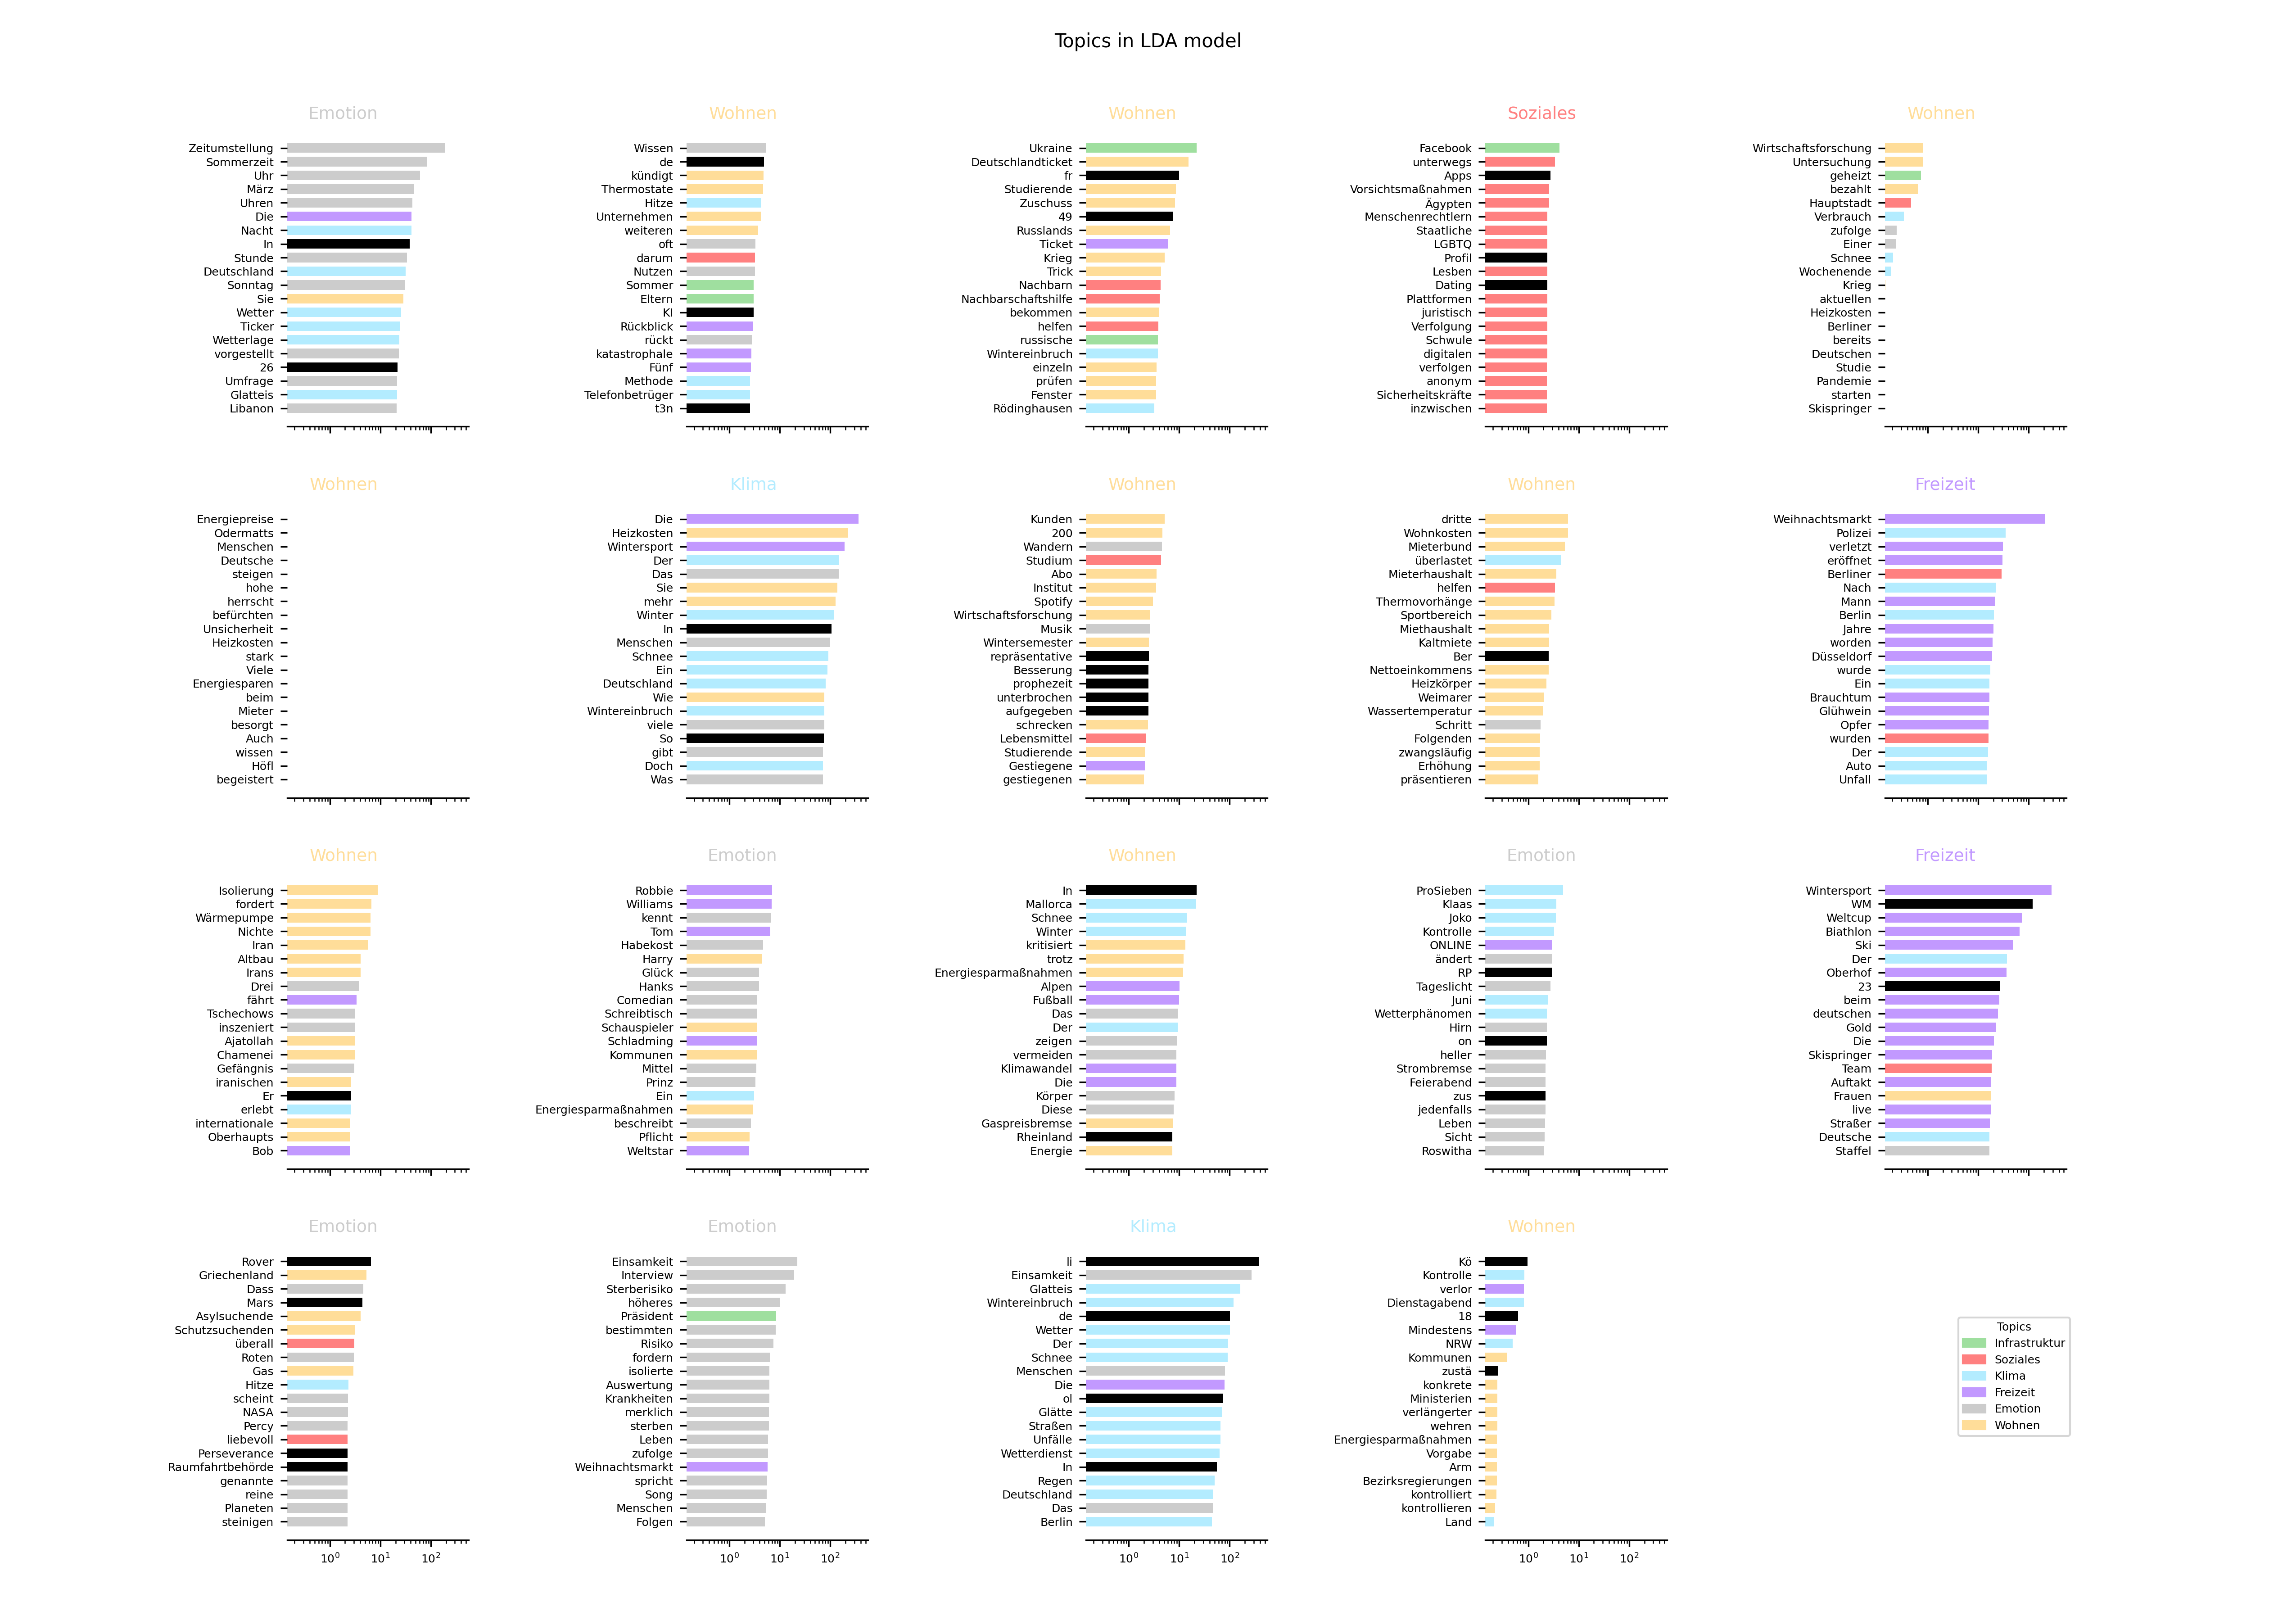 Topics in LDA model
Emotion
Zeitumstellung
Sommerzeit
Uhr
März
Uhren
Die
Nacht
In
Stunde
Deutschland
Sonntag
Sie
Wetter
Ticker
Wetterlage
vorgestellt
26
Umfrage
Glatteis
Libanon
Wohnen
Wissen
de
kündigt
Thermostate
Hitze
Unternehmen
weiteren
oft
darum
Nutzen
Sommer
Eltern
KI
Rückblick
rückt
katastrophale
Fünf
Methode
Telefonbetrüger
t3n
Wohnen
Ukraine
Deutschlandticket
fr
Studierende
Zuschuss
49
Russlands
Ticket
Krieg
Trick
Nachbarn
Nachbarschaftshilfe
bekommen
helfen
russische
Wintereinbruch
einzeln
prüfen
Fenster
Rödinghausen
Soziales
Facebook
unterwegs
Apps
Vorsichtsmaßnahmen
Ägypten
Menschenrechtlern
Staatliche
LGBTQ
Profil
Lesben
Dating
Plattformen
juristisch
Verfolgung
Schwule
digitalen
verfolgen
anonym
Sicherheitskräfte
inzwischen
Wohnen
Wirtschaftsforschung
Untersuchung
geheizt
bezahlt
Hauptstadt
Verbrauch
zufolge
Einer
Schnee
Wochenende
Krieg
aktuellen
Heizkosten
Berliner
bereits
Deutschen
Studie
Pandemie
starten
Skispringer
Wohnen
Energiepreise
Odermatts
Menschen
Deutsche
steigen
hohe
herrscht
befürchten
Unsicherheit
Heizkosten
stark
Viele
Energiesparen
beim
Mieter
besorgt
Auch
wissen
Höfl
begeistert
Klima
Die
Heizkosten
Wintersport
Der
Das
Sie
mehr
Winter
In
Menschen
Schnee
Ein
Deutschland
Wie
Wintereinbruch
viele
So
gibt
Doch
Was
Wohnen
Kunden
200
Wandern
Studium
Abo
Institut
Spotify
Wirtschaftsforschung
Musik
Wintersemester
repräsentative
Besserung
prophezeit
unterbrochen
aufgegeben
schrecken
Lebensmittel
Studierende
Gestiegene
gestiegenen
Wohnen
dritte
Wohnkosten
Mieterbund
überlastet
Mieterhaushalt
helfen
Thermovorhänge
Sportbereich
Miethaushalt
Kaltmiete
Ber
Nettoeinkommens
Heizkörper
Weimarer
Wassertemperatur
Schritt
Folgenden
zwangsläufig
Erhöhung
präsentieren
Freizeit
Weihnachtsmarkt
Polizei
verletzt
eröffnet
Berliner
Nach
Mann
Berlin
Jahre
worden
Düsseldorf
wurde
Ein
Brauchtum
Glühwein
Opfer
wurden
Der
Auto
Unfall
Wohnen
Isolierung
fordert
Wärmepumpe
Nichte
Iran
Altbau
Irans
Drei
fährt
Tschechows
inszeniert
Ajatollah
Chamenei
Gefängnis
iranischen
Er
erlebt
internationale
Oberhaupts
Bob
Emotion
Robbie
Williams
kennt
Tom
Habekost
Harry
Glück
Hanks
Comedian
Schreibtisch
Schauspieler
Schladming
Kommunen
Mittel
Prinz
Ein
Energiesparmaßnahmen
beschreibt
Pflicht
Weltstar
Wohnen
In
Mallorca
Schnee
Winter
kritisiert
trotz
Energiesparmaßnahmen
Alpen
Fußball
Das
Der
zeigen
vermeiden
Klimawandel
Die
Körper
Diese
Gaspreisbremse
Rheinland
Energie
Emotion
ProSieben
Klaas
Joko
Kontrolle
ONLINE
ändert
RP
Tageslicht
Juni
Wetterphänomen
Hirn
on
heller
Strombremse
Feierabend
zus
jedenfalls
Leben
Sicht
Roswitha
Freizeit
Wintersport
WM
Weltcup
Biathlon
Ski
Der
Oberhof
23
beim
deutschen
Gold
Die
Skispringer
Team
Auftakt
Frauen
live
Straßer
Deutsche
Staffel
Emotion
Rover
Griechenland
Dass
Mars
Asylsuchende
Schutzsuchenden
überall
Roten
Gas
Hitze
scheint
NASA
Percy
liebevoll
Perseverance
Raumfahrtbehörde
genannte
reine
Planeten
steinigen
10⁰ 10¹ 10²
Emotion
Einsamkeit
Interview
Sterberisiko
höheres
Präsident
bestimmten
Risiko
fordern
isolierte
Auswertung
Krankheiten
merklich
sterben
Leben
zufolge
Weihnachtsmarkt
spricht
Song
Menschen
Folgen
10⁰ 10¹ 10²
Klima
li
Einsamkeit
Glatteis
Wintereinbruch
de
Wetter
Der
Schnee
Menschen
Die
ol
Glätte
Straßen
Unfälle
Wetterdienst
In
Regen
Deutschland
Das
Berlin
10⁰ 10¹ 10²
Wohnen
Kö
Kontrolle
verlor
Dienstagabend
18
Mindestens
NRW
Kommunen
zustä
konkrete
Ministerien
verlängerter
wehren
Energiesparmaßnahmen
Vorgabe
Arm
Bezirksregierungen
kontrolliert
kontrollieren
Land
10⁰ 10¹ 10²
Topics
Infrastruktur
Soziales
Klima
Freizeit
Emotion
Wohnen